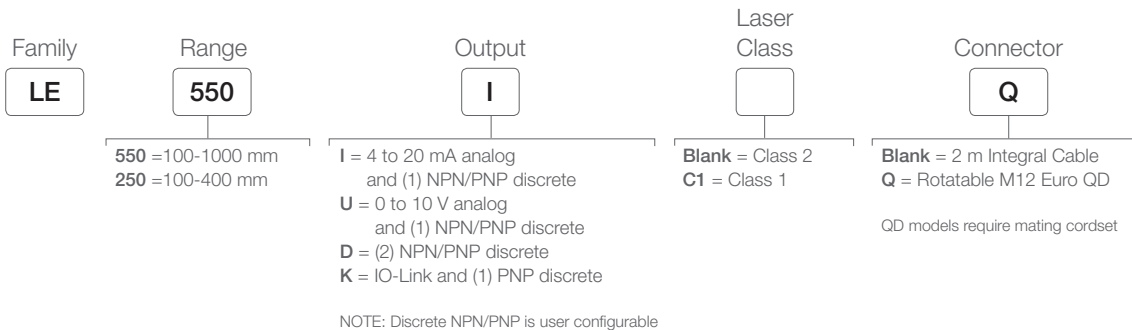 Family
Range
Output
Laser
Class
Connector
LE
550
I
Q
550 =100-1000 mm
250 =100-400 mm
I = 4 to 20 mA analog
and (1) NPN/PNP discrete
U = 0 to 10 V analog
and (1) NPN/PNP discrete
D = (2) NPN/PNP discrete
K = IO-Link and (1) PNP discrete
NOTE: Discrete NPN/PNP is user configurable
Blank = Class 2
C1 = Class 1
Blank = 2 m Integral Cable
Q = Rotatable M12 Euro QD
QD models require mating cordset